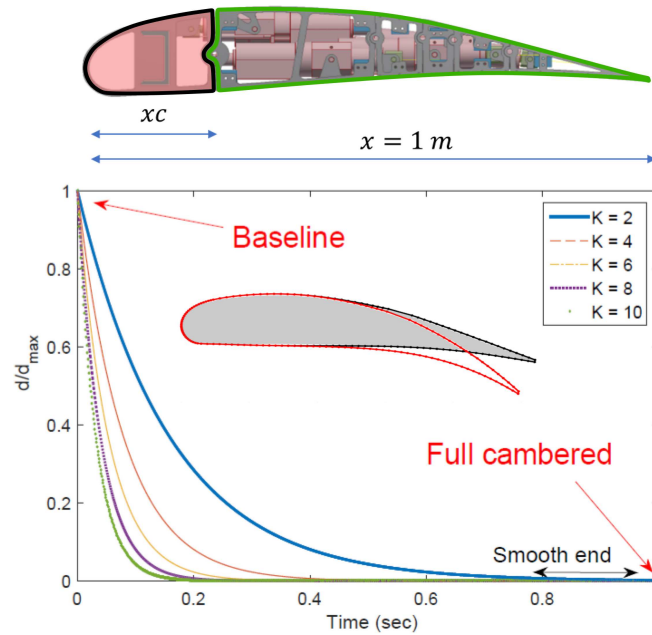 xc
x = 1 m
1
0.8
0.6
0.4
0.2
0
d/d_max
Baseline
K = 2
K = 4
K = 6
K = 8
K = 10
Full cambered
Smooth end
0 0.2 0.4 0.6 0.8
Time (sec)